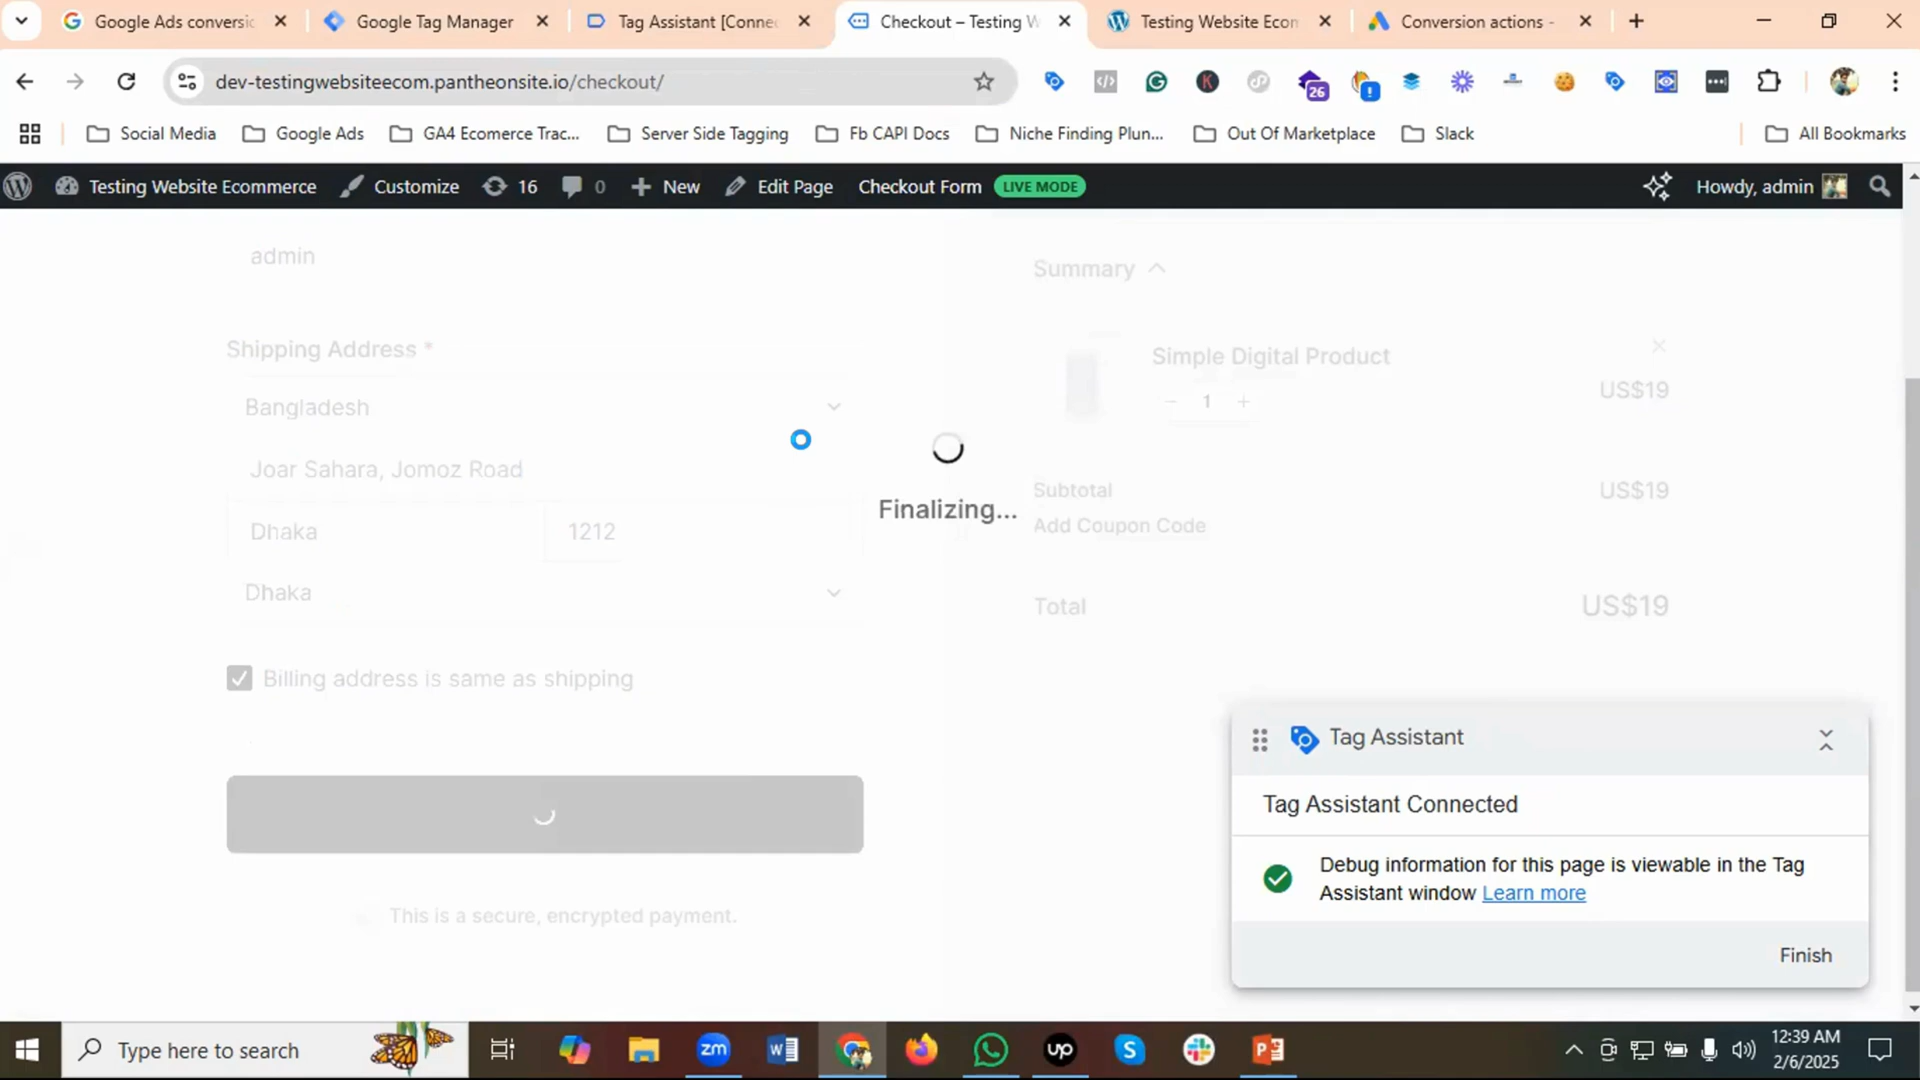 Google Ads conversic
Google Tag Manager
Tag Assistant [Connec
Checkout – Testing W
Testing Website Econ
Conversion actions -
dev-testingwebsiteecom.pantheonsite.io/checkout/
26
Social Media
Google Ads
GA4 Ecomerce Trac...
Server Side Tagging
Fb CAPI Docs
Niche Finding Plun...
Out Of Marketplace
Slack
All Bookmarks
Testing Website Ecommerce
Customize
16
0
New
Edit Page
Checkout Form
LIVE MODE
Howdy, admin
admin
Shipping Address *
Bangladesh
Joar Sahara, Jomoz Road
Dhaka
1212
Dhaka
Billing address is same as shipping
This is a secure, encrypted payment.
Finalizing...
Summary
Simple Digital Product
1
US$19
Subtotal
US$19
Add Coupon Code
Total
US$19
Tag Assistant
Tag Assistant Connected
Debug information for this page is viewable in the Tag
Assistant window Learn more
Finish
Type here to search
zm
W
up
S
P
12:39 AM
2/6/2025